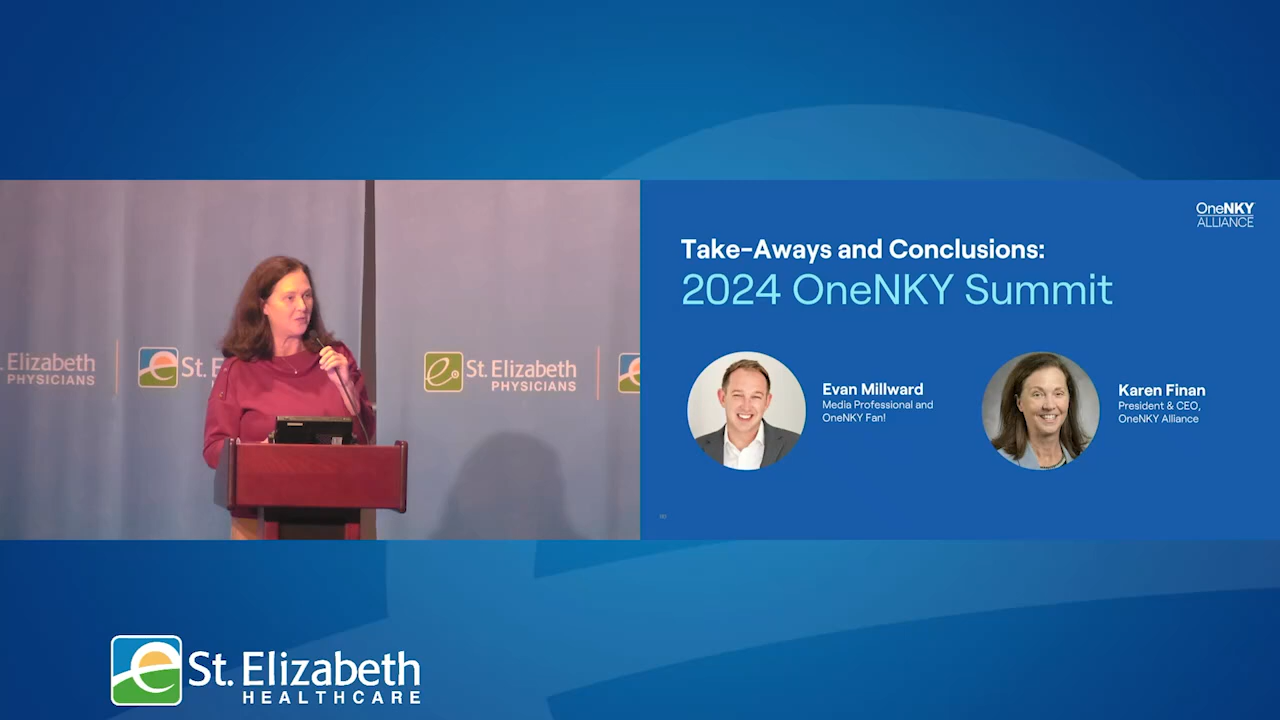 . Elizabeth
PHYSICIANS
St. E
St. Elizabeth
PHYSICIANS
OneNKY
ALLIANCE
Take-Aways and Conclusions:
2024 OneNKY Summit
Evan Millward
Media Professional and
OneNKY Fan!
Karen Finan
President & CEO,
OneNKY Alliance
St. Elizabeth
HEALTHCARE